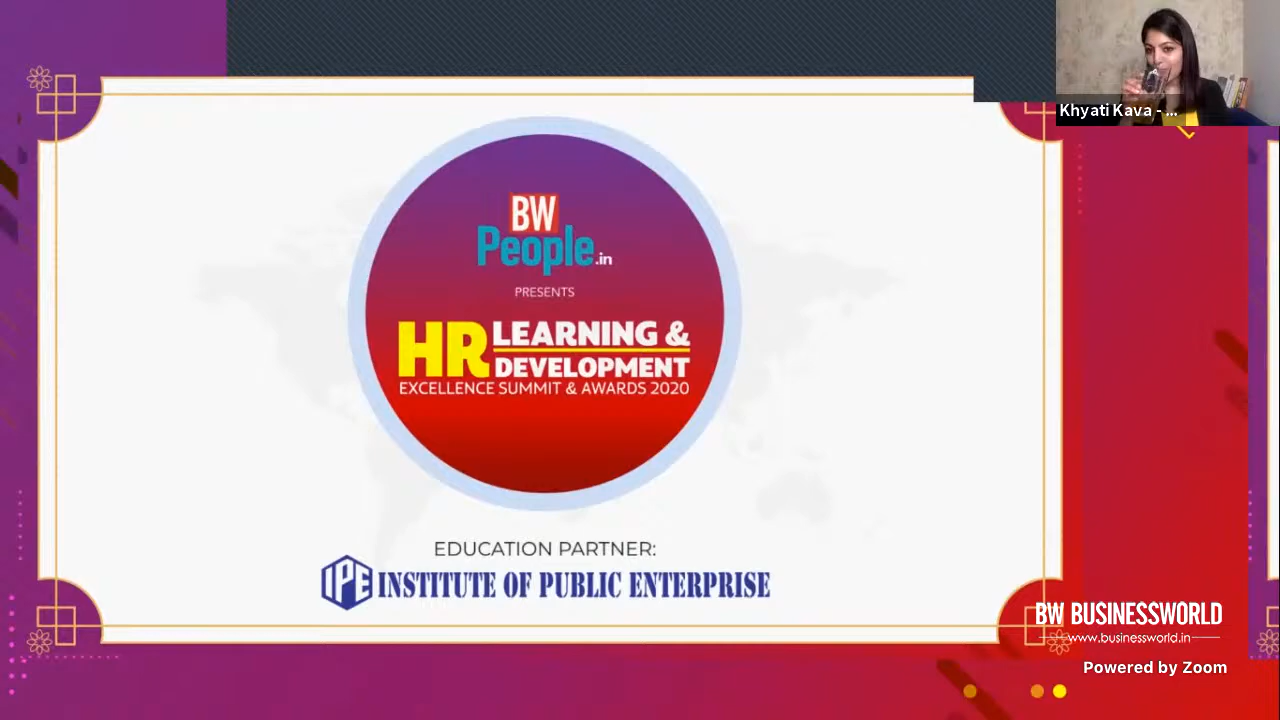 Khyati Kava - ...
BW
People.in
PRESENTS
HR LEARNING &
DEVELOPMENT
EXCELLENCE SUMMIT & AWARDS 2020
EDUCATION PARTNER:
IPE INSTITUTE OF PUBLIC ENTERPRISE
BW BUSINESSWORLD
www.businessworld.in
Powered by Zoom